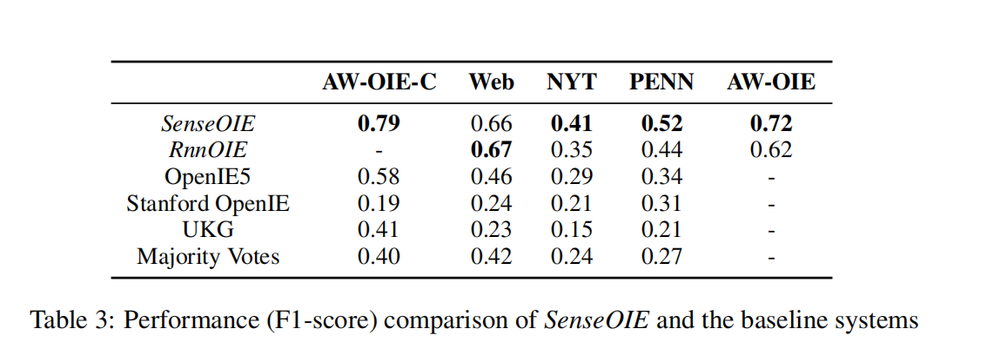 AW-OIE-C Web NYT PENN AW-OIE
SenseOIE 0.79 0.66 0.41 0.52 0.72
RnnOIE - 0.67 0.35 0.44 0.62
OpenIE5 0.58 0.46 0.29 0.34 -
Stanford OpenIE 0.19 0.24 0.21 0.31 -
UKG 0.41 0.23 0.15 0.21 -
Majority Votes 0.40 0.42 0.24 0.27 -
Table 3: Performance (F1-score) comparison of SenseOIE and the baseline systems